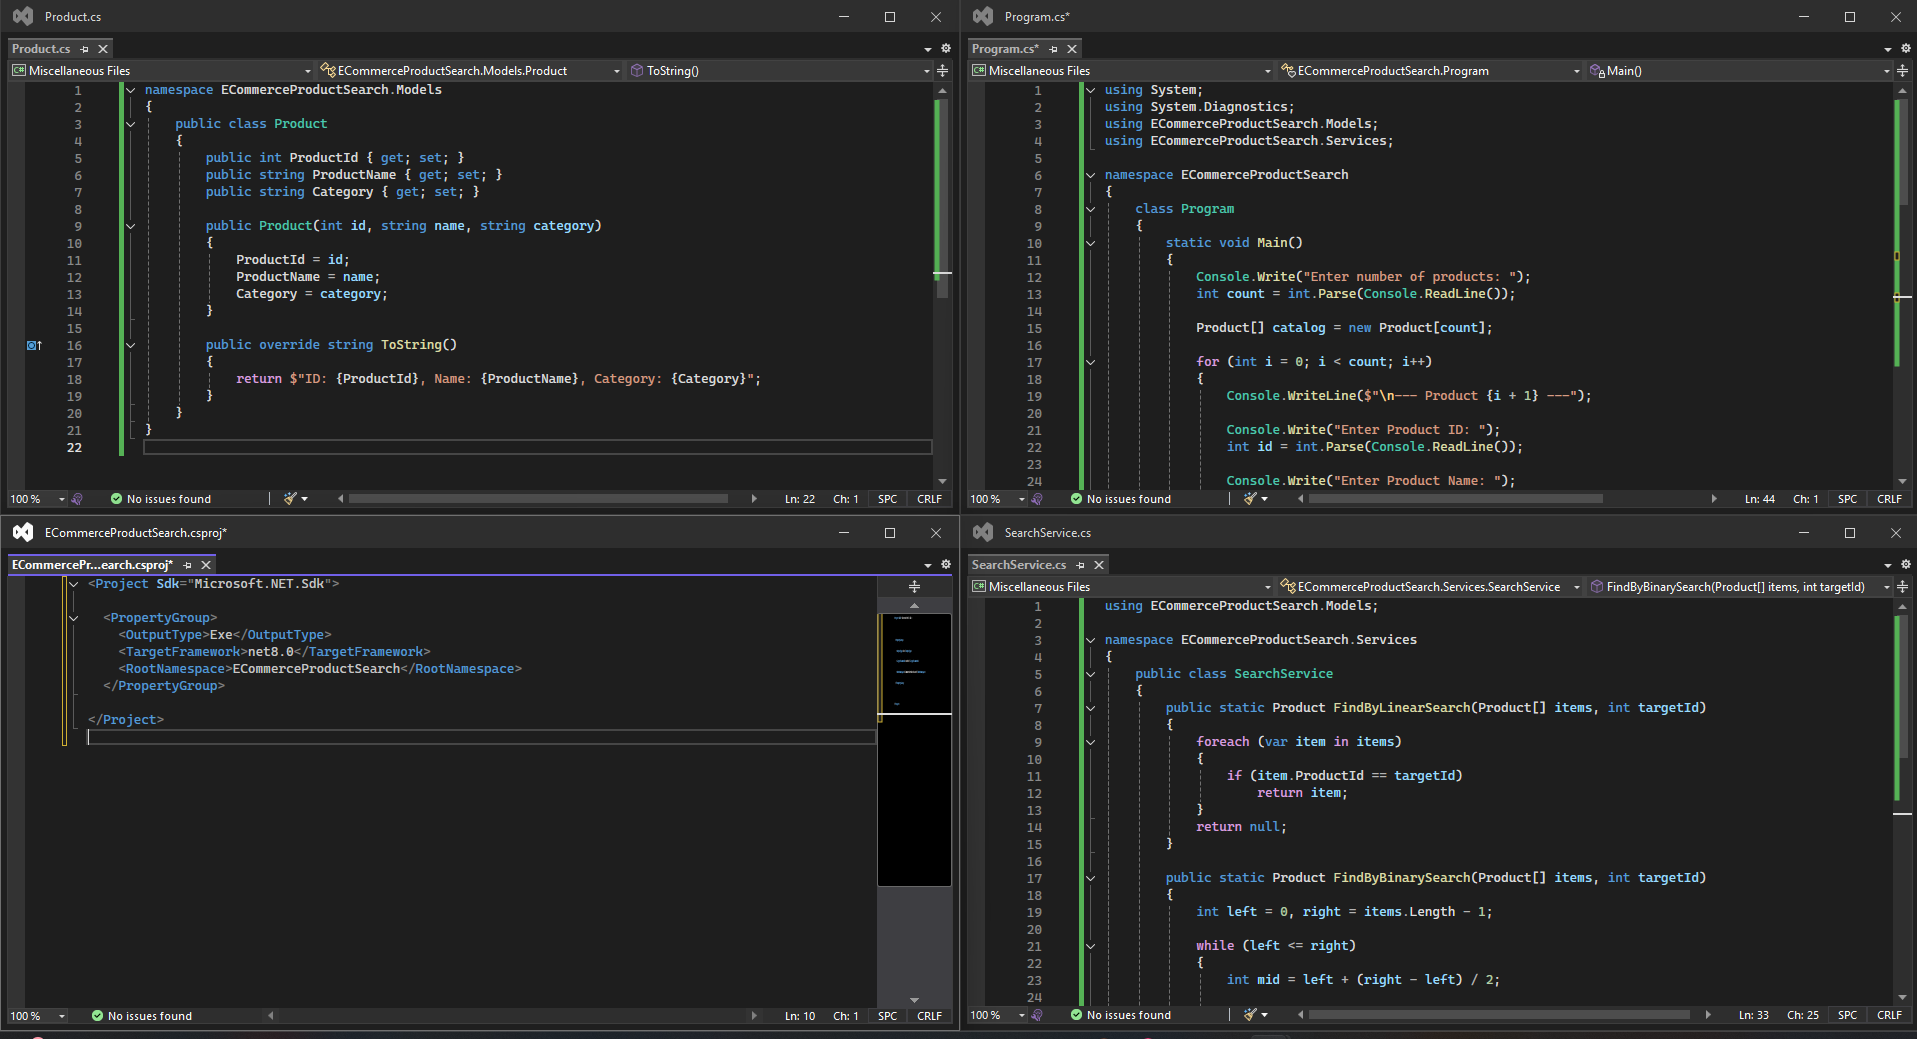 Product.cs
Product.cs
Miscellaneous Files
ECommerceProductSearch.Models.Product
ToString()
1 namespace ECommerceProductSearch.Models
2 {
3 public class Product
4 {
5 public int ProductId { get; set; }
6 public string ProductName { get; set; }
7 public string Category { get; set; }
8
9 public Product(int id, string name, string category)
10 {
11 ProductId = id;
12 ProductName = name;
13 Category = category;
14 }
15
16 public override string ToString()
17 {
18 return $"ID: {ProductId}, Name: {ProductName}, Category: {Category}";
19 }
20 }
21 }
22
100 %
No issues found
Ln: 22 Ch: 1 SPC CRLF
Program.cs*
Program.cs*
Miscellaneous Files
ECommerceProductSearch.Program
Main()
1 using System;
2 using System.Diagnostics;
3 using ECommerceProductSearch.Models;
4 using ECommerceProductSearch.Services;
5
6 namespace ECommerceProductSearch
7 {
8 class Program
9 {
10 static void Main()
11 {
12 Console.Write("Enter number of products: ");
13 int count = int.Parse(Console.ReadLine());
14
15 Product[] catalog = new Product[count];
16
17 for (int i = 0; i < count; i++)
18 {
19 Console.WriteLine($"\n--- Product {i + 1} ---");
20
21 Console.Write("Enter Product ID: ");
22 int id = int.Parse(Console.ReadLine());
23
24 Console.Write("Enter Product Name: ");
100 %
No issues found
Ln: 44 Ch: 1 SPC CRLF
ECommerceProductSearch.csproj*
ECommercePr...earch.csproj*
<Project Sdk="Microsoft.NET.Sdk">
<PropertyGroup>
<OutputType>Exe</OutputType>
<TargetFramework>net8.0</TargetFramework>
<RootNamespace>ECommerceProductSearch</RootNamespace>
</PropertyGroup>
</Project>
100 %
No issues found
Ln: 10 Ch: 1 SPC CRLF
SearchService.cs
SearchService.cs
Miscellaneous Files
ECommerceProductSearch.Services.SearchService
FindByBinarySearch(Product[] items, int targetId)
1 using ECommerceProductSearch.Models;
2
3 namespace ECommerceProductSearch.Services
4 {
5 public class SearchService
6 {
7 public static Product FindByLinearSearch(Product[] items, int targetId)
8 {
9 foreach (var item in items)
10 {
11 if (item.ProductId == targetId)
12 return item;
13 }
14 return null;
15 }
16
17 public static Product FindByBinarySearch(Product[] items, int targetId)
18 {
19 int left = 0, right = items.Length - 1;
20
21 while (left <= right)
22 {
23 int mid = left + (right - left) / 2;
24
100 %
No issues found
Ln: 33 Ch: 25 SPC CRLF